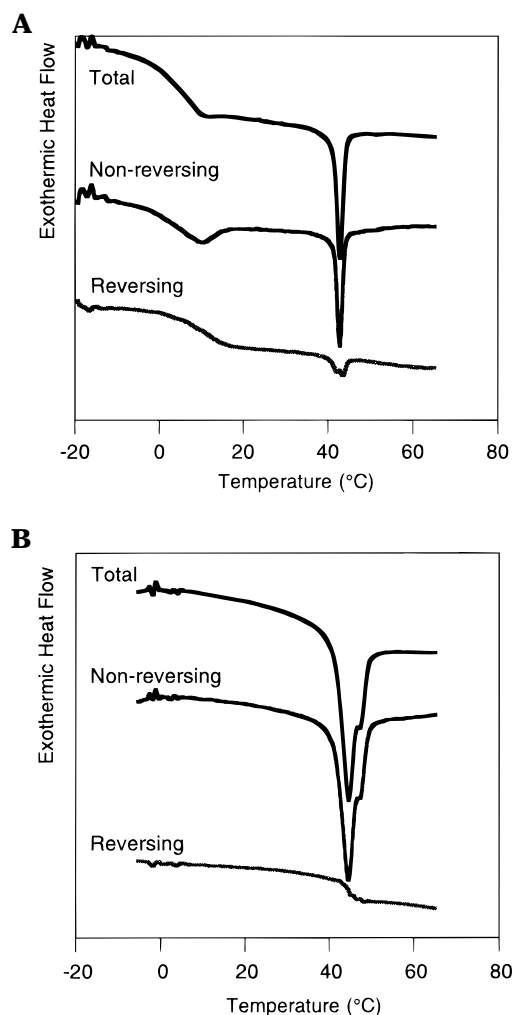 A
Exothermic Heat Flow
Total
Non-reversing
Reversing
-20 0 20 40 60 80
Temperature (°C)
B
Exothermic Heat Flow
Total
Non-reversing
Reversing
-20 0 20 40 60 80
Temperature (°C)